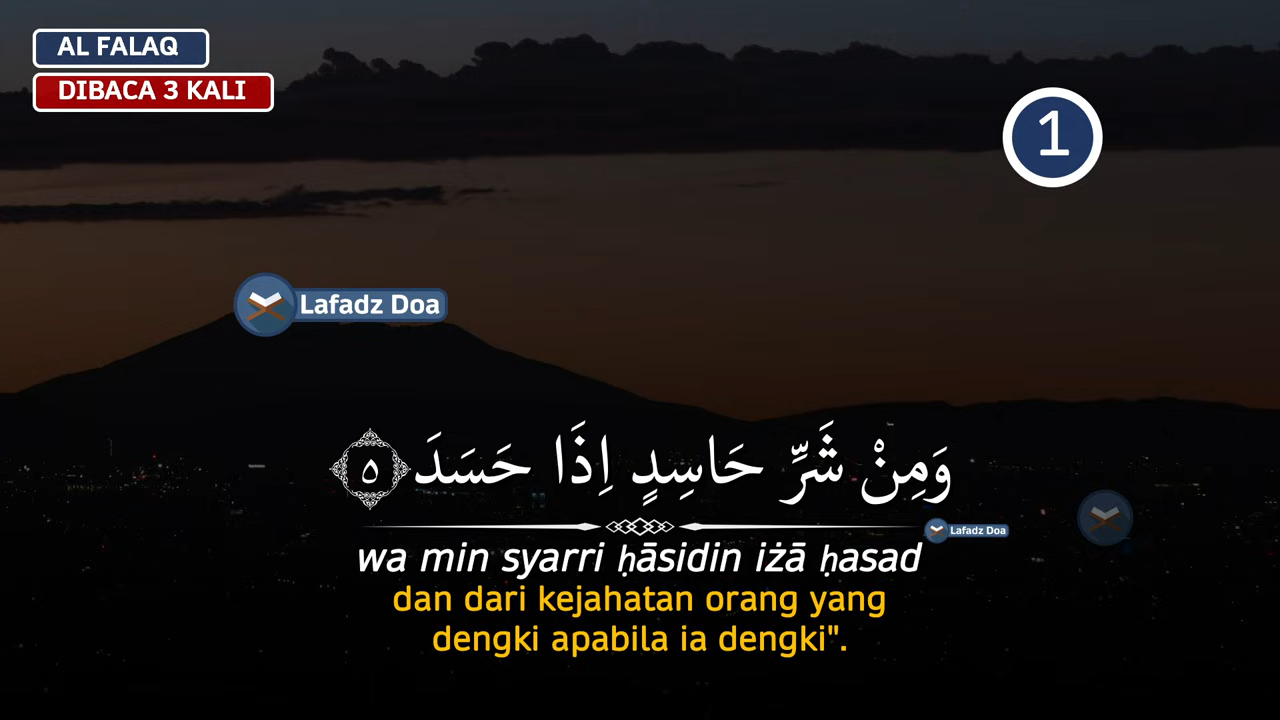 AL FALAQ
DIBACA 3 KALI
1
Lafadz Doa
وَمِنْ شَرِّ حَاسِدٍ اِذَا حَسَدَ ٥
Lafadz Doa
wa min syarri ḥāsidin iżā ḥasad
dan dari kejahatan orang yang
dengki apabila ia dengki".